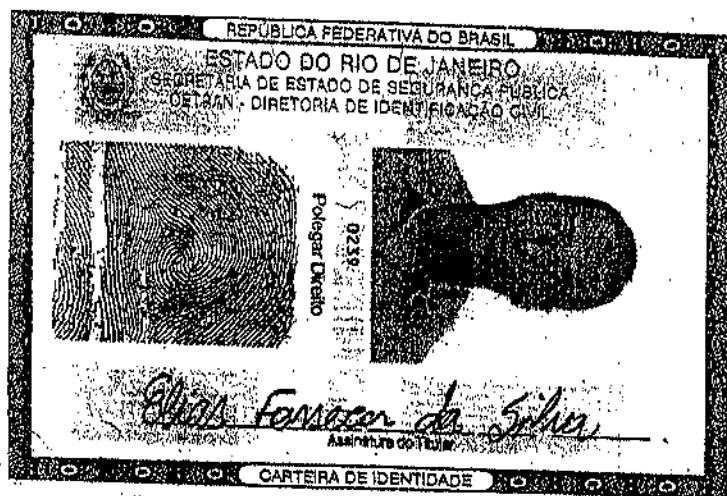 REPÚBLICA FEDERATIVA DO BRASIL
ESTADO DO RIO DE JANEIRO
SECRETARIA DE ESTADO DE SEGURANÇA PÚBLICA
DETRAN - DIRETORIA DE IDENTIFICAÇÃO CIVIL
Polegar Direito
0239
Elias Fonseca da Silva
Assinatura do Titular
CARTEIRA DE IDENTIDADE